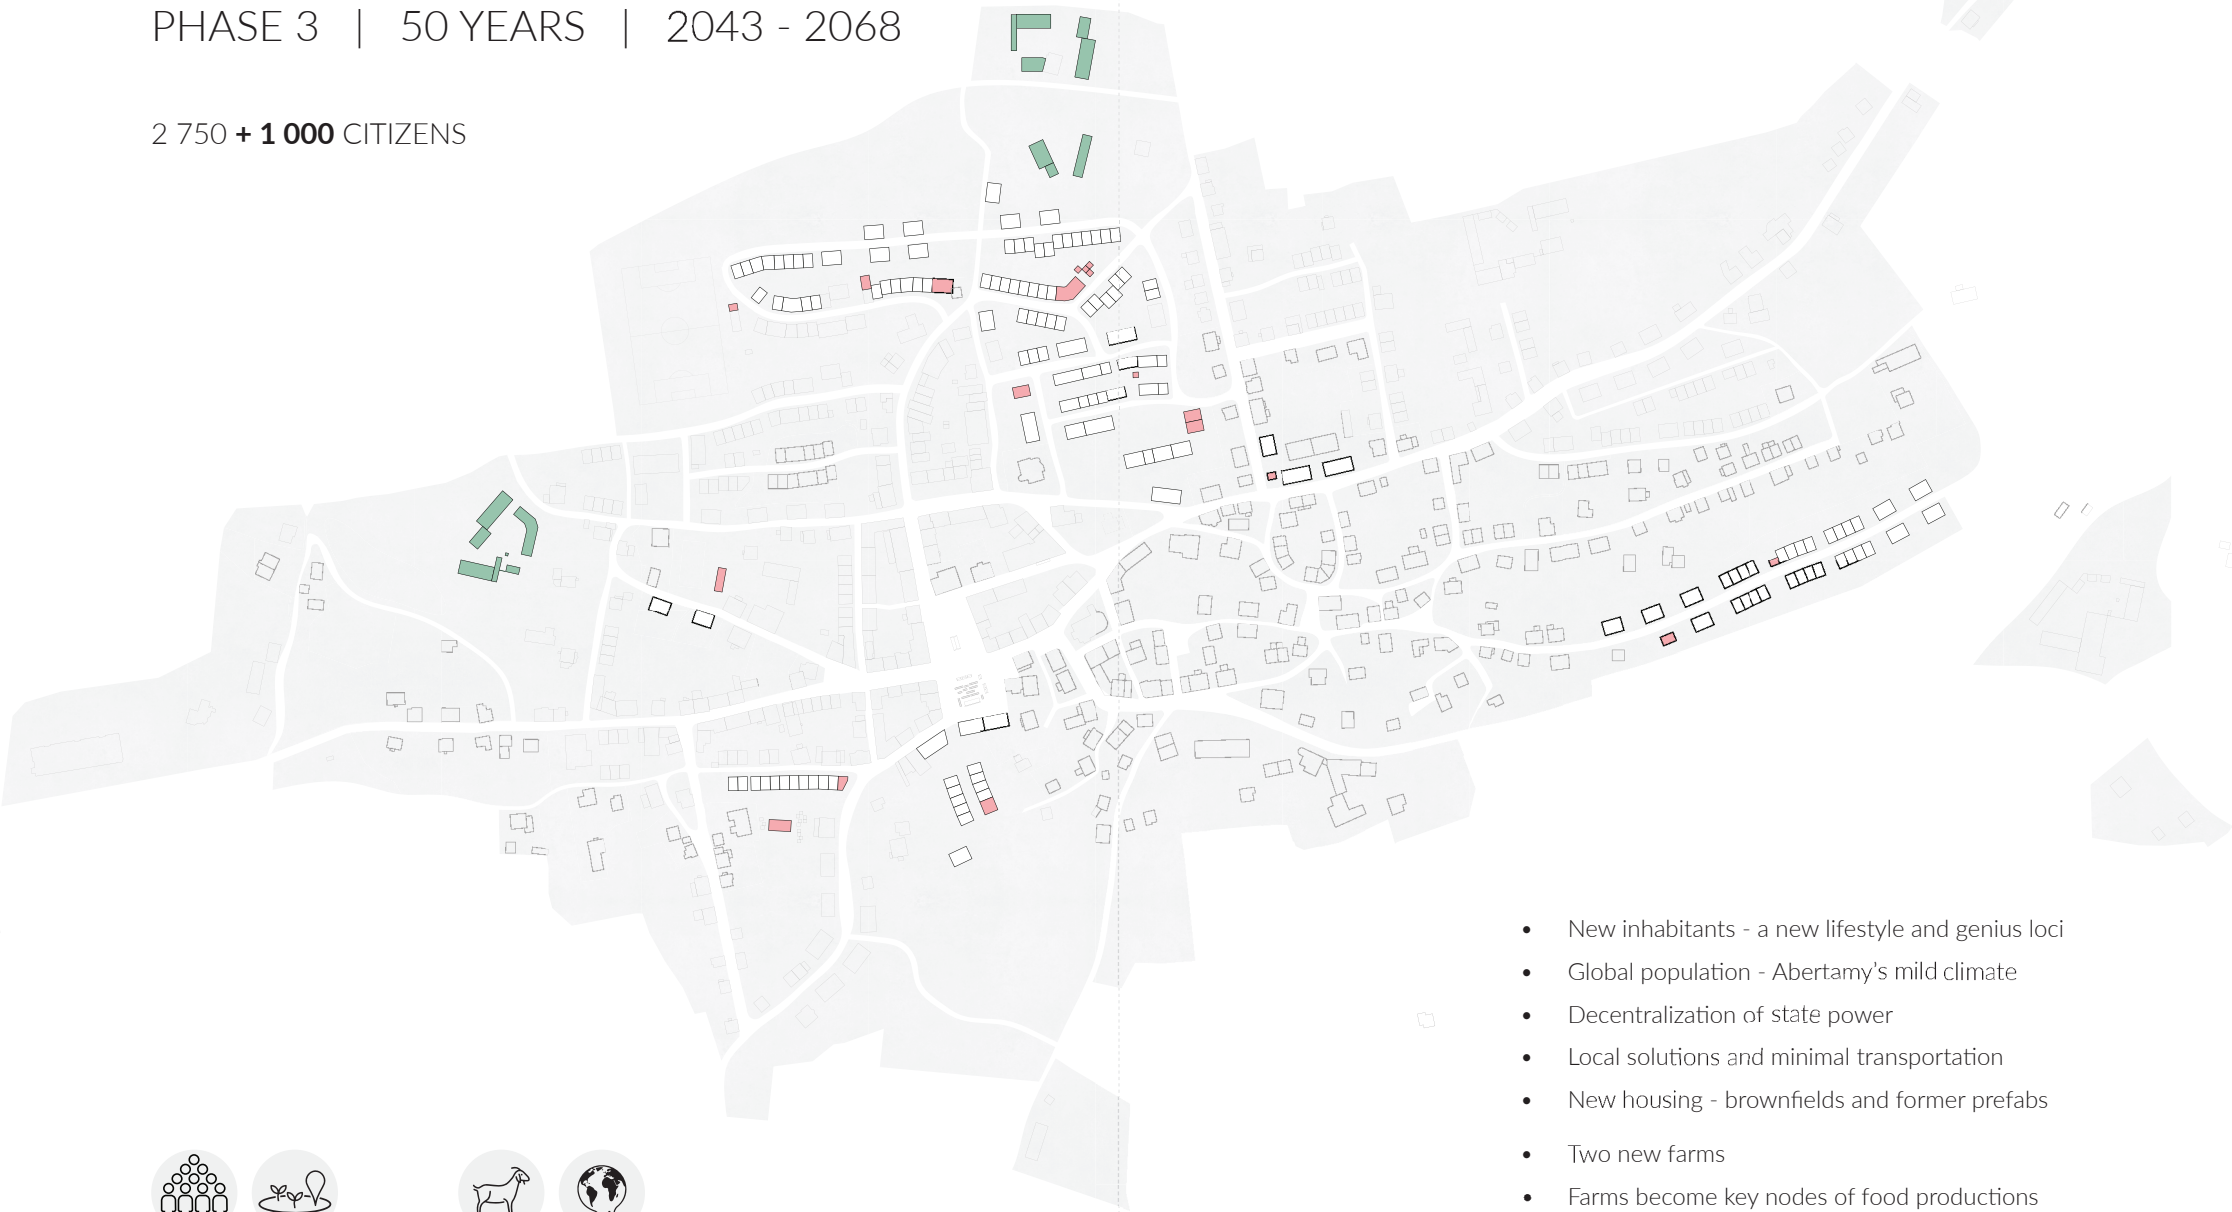 PHASE 3 | 50 YEARS | 2043 - 2068
2 750 + 1 000 CITIZENS
• New inhabitants - a new lifestyle and genius loci
• Global population - Abertamy's mild climate
• Decentralization of state power
• Local solutions and minimal transportation
• New housing - brownfields and former prefabs
• Two new farms
• Farms become key nodes of food productions